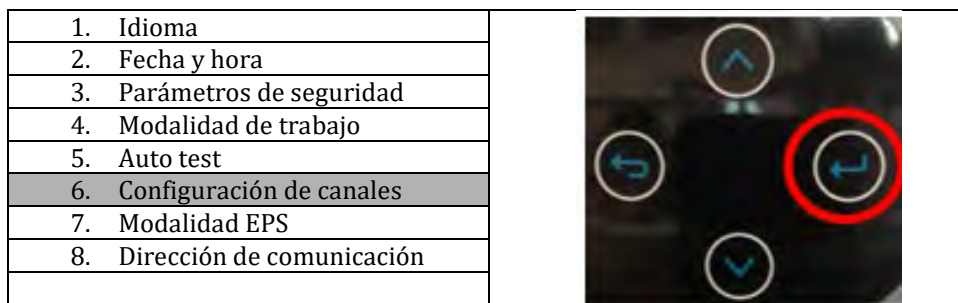 1. Idioma
2. Fecha y hora
3. Parámetros de seguridad
4. Modalidad de trabajo
5. Auto test
6. Configuración de canales
7. Modalidad EPS
8. Dirección de comunicación